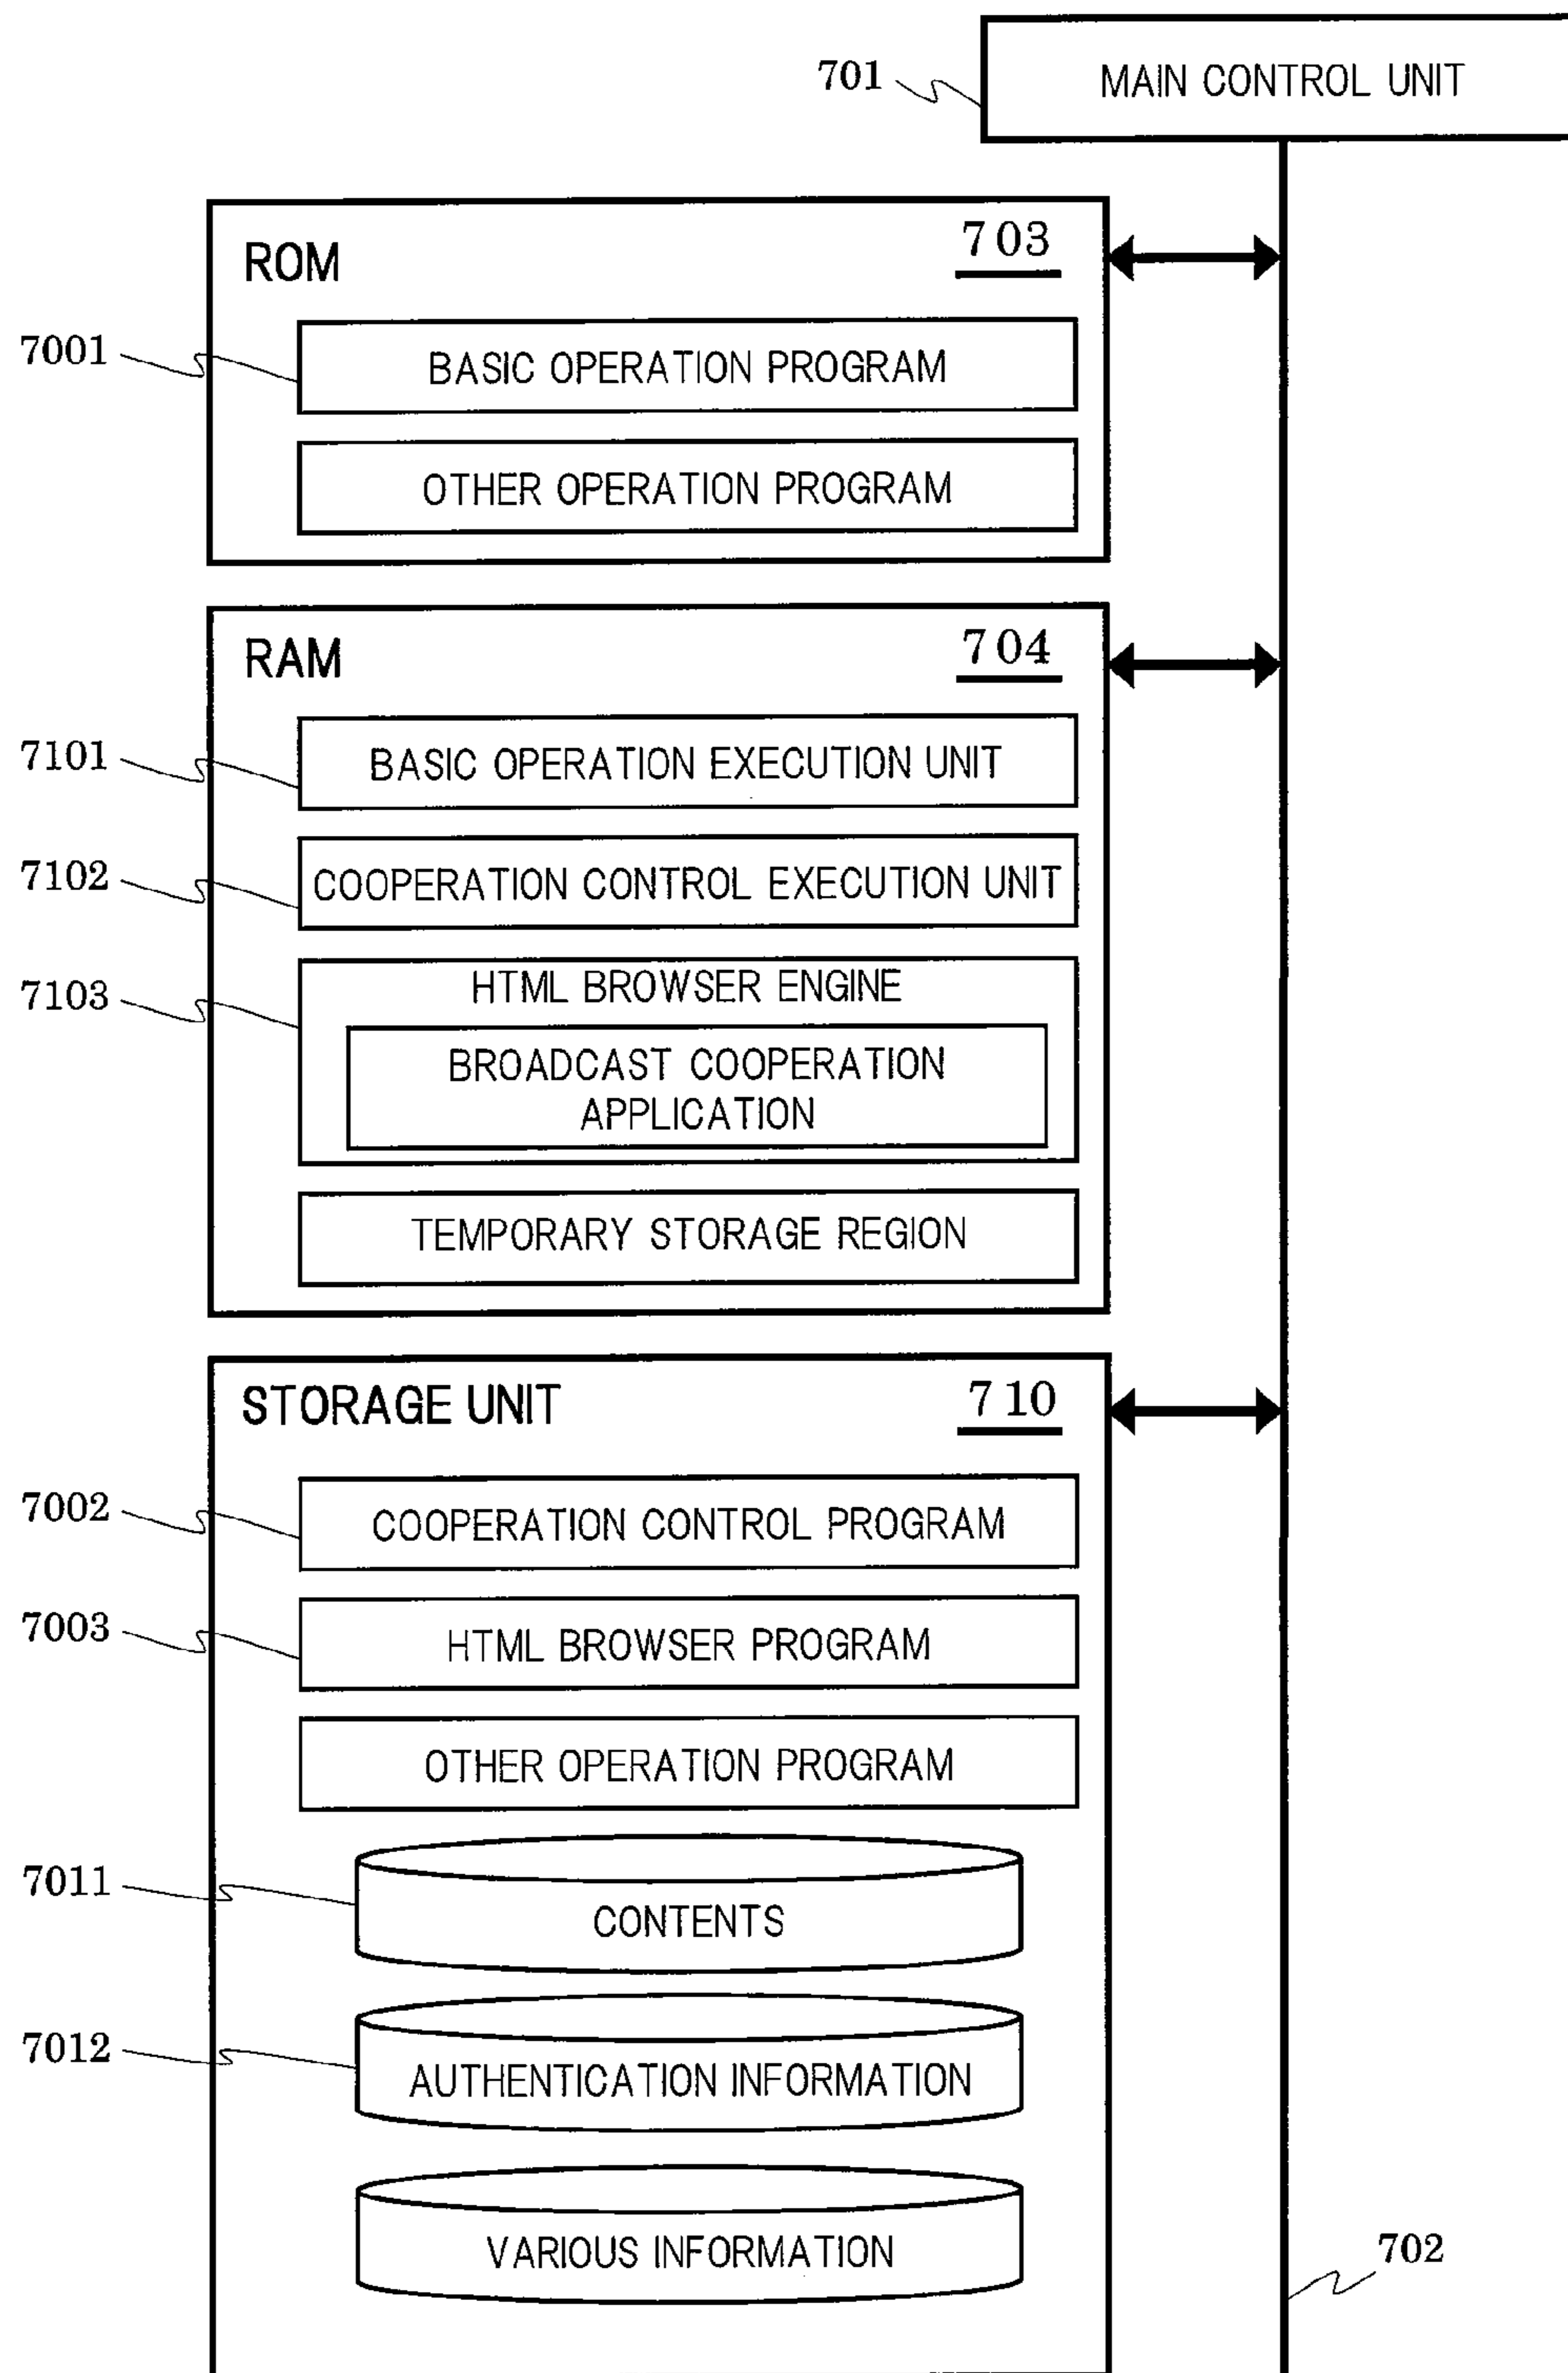 701
MAIN CONTROL UNIT
ROM
703
7001
BASIC OPERATION PROGRAM
OTHER OPERATION PROGRAM
RAM
704
7101
BASIC OPERATION EXECUTION UNIT
7102
COOPERATION CONTROL EXECUTION UNIT
7103
HTML BROWSER ENGINE
BROADCAST COOPERATION
APPLICATION
TEMPORARY STORAGE REGION
STORAGE UNIT
710
7002
COOPERATION CONTROL PROGRAM
7003
HTML BROWSER PROGRAM
OTHER OPERATION PROGRAM
7011
CONTENTS
7012
AUTHENTICATION INFORMATION
VARIOUS INFORMATION
702